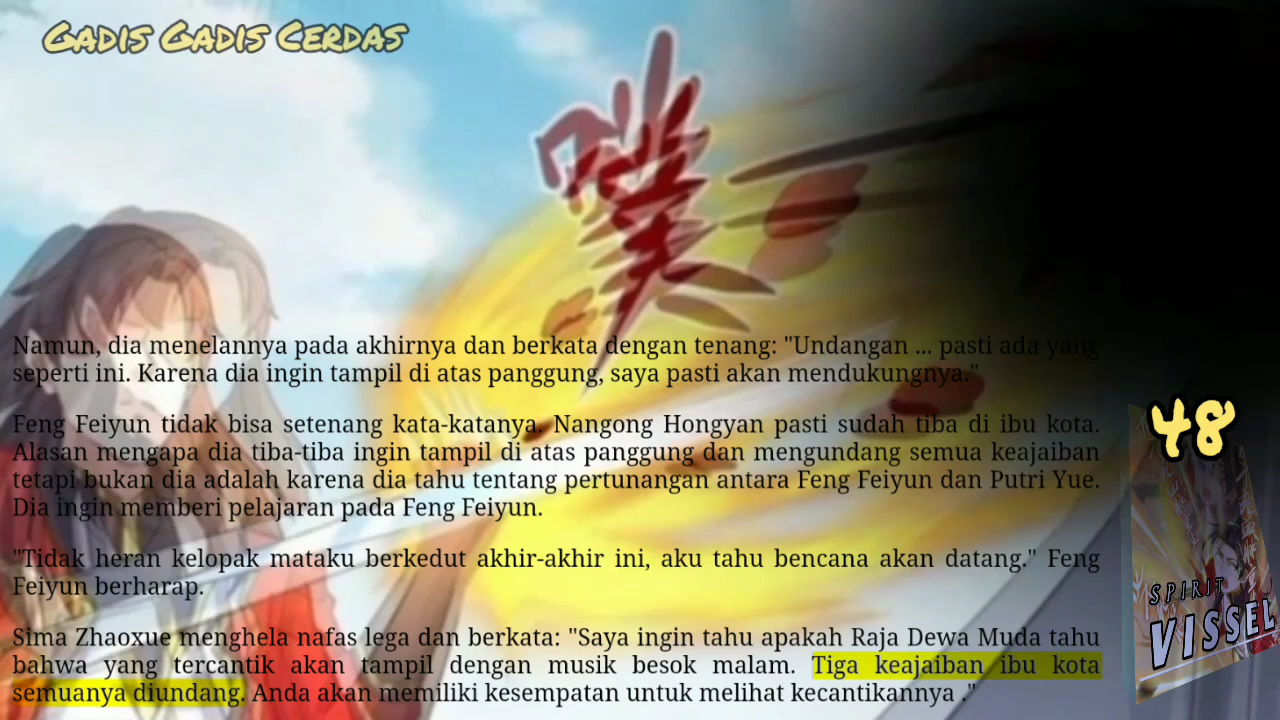 Gadis Gadis Cerdas
噗
Namun, dia menelannya pada akhirnya dan berkata dengan tenang: "Undangan ... pasti ada yang
seperti ini. Karena dia ingin tampil di atas panggung, saya pasti akan mendukungnya."
Feng Feiyun tidak bisa setenang kata-katanya. Nangong Hongyan pasti sudah tiba di ibu kota.
Alasan mengapa dia tiba-tiba ingin tampil di atas panggung dan mengundang semua keajaiban
tetapi bukan dia adalah karena dia tahu tentang pertunangan antara Feng Feiyun dan Putri Yue.
Dia ingin memberi pelajaran pada Feng Feiyun.
"Tidak heran kelopak mataku berkedut akhir-akhir ini, aku tahu bencana akan datang." Feng
Feiyun berharap.
Sima Zhaoxue menghela nafas lega dan berkata: "Saya ingin tahu apakah Raja Dewa Muda tahu
bahwa yang tercantik akan tampil dengan musik besok malam. Tiga keajaiban ibu kota
semuanya diundang. Anda akan memiliki kesempatan untuk melihat kecantikannya ."
48
SPIRIT
VISSEL